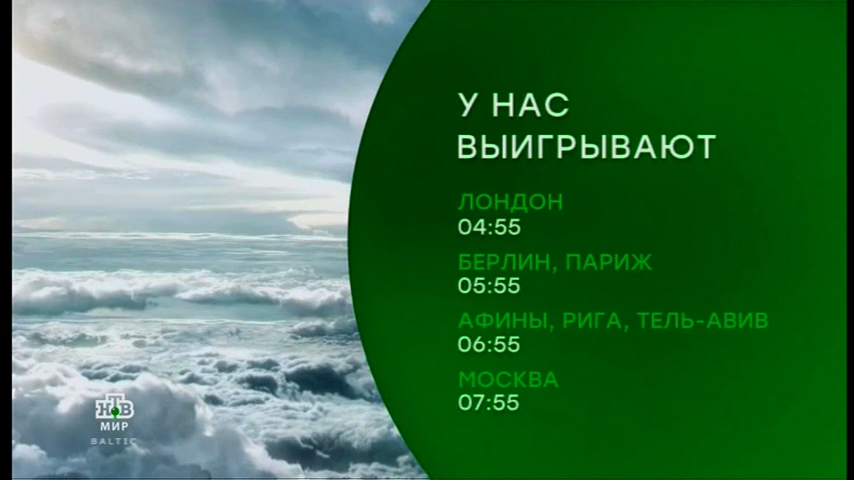 У НАС
ВЫИГРЫВАЮТ
ЛОНДОН
04:55
БЕРЛИН, ПАРИЖ
05:55
АФИНЫ, РИГА, ТЕЛЬ-АВИВ
06:55
МОСКВА
07:55
НТВ
МИР
BALTIC